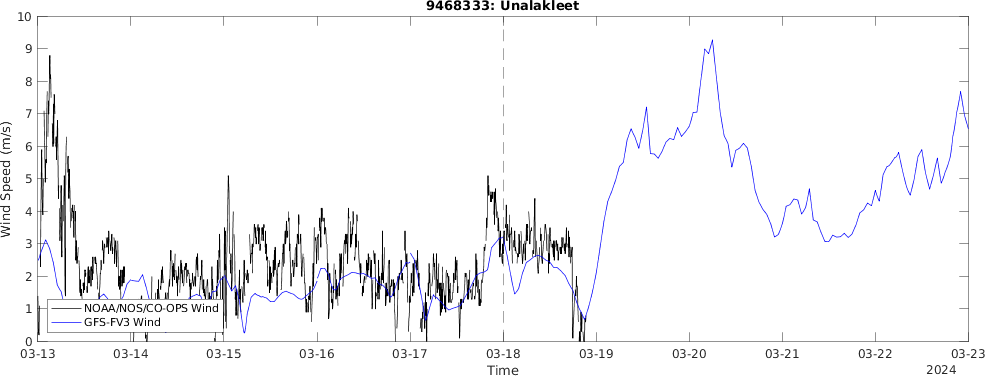 9468333: Unalakleet
Wind Speed (m/s)
10
9
8
7
6
5
4
3
2
1
0
NOAA/NOS/CO-OPS Wind
GFS-FV3 Wind
03-13 03-14 03-15 03-16 03-17 03-18 03-19 03-20 03-21 03-22 03-23
Time
2024